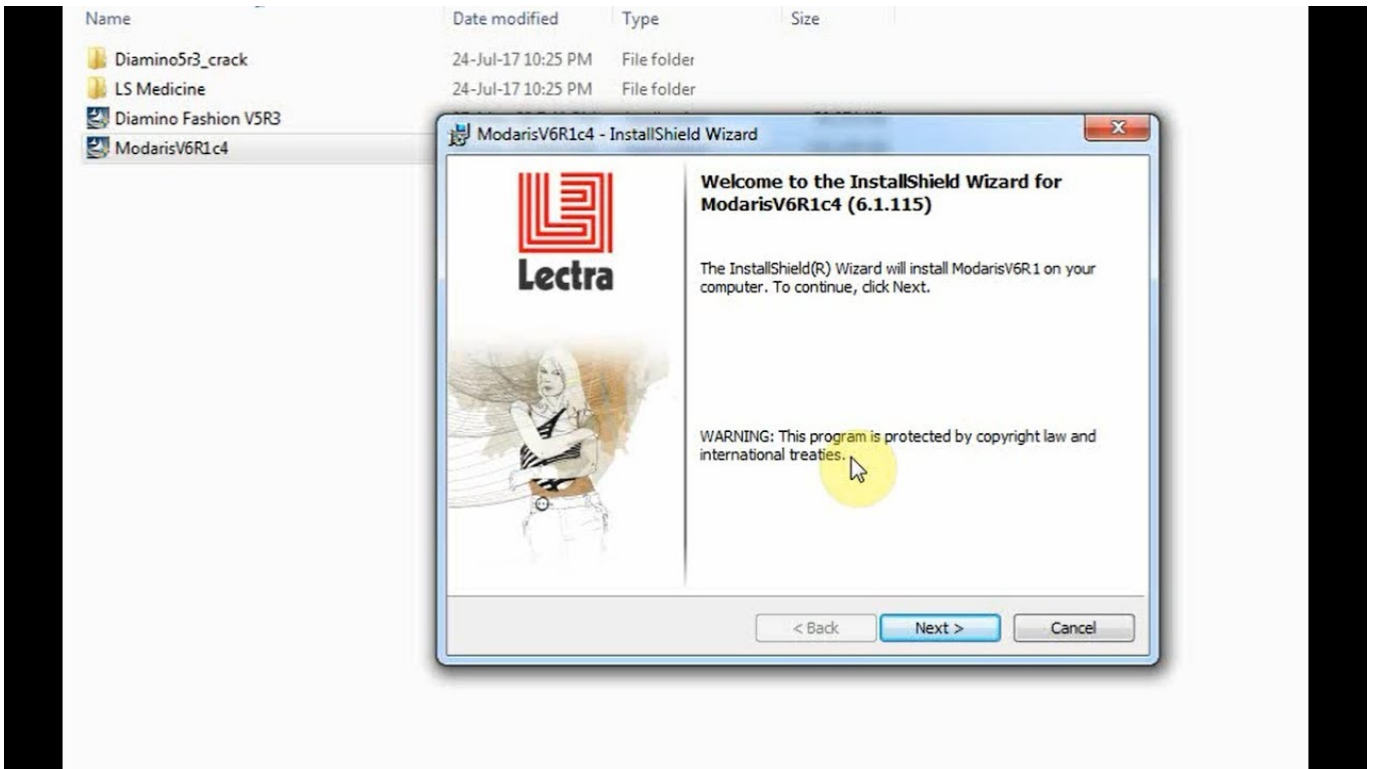 Name Date modified Type Size
Diamino5r3_crack 24-Jul-17 10:25 PM File folder
LS Medicine 24-Jul-17 10:25 PM File folder
Diamino Fashion V5R3
ModarisV6R1c4
ModarisV6R1c4 - InstallShield Wizard
Lectra
Welcome to the InstallShield Wizard for
ModarisV6R1c4 (6.1.115)
The InstallShield(R) Wizard will install ModarisV6R1 on your
computer. To continue, click Next.
WARNING: This program is protected by copyright law and
international treaties.
< Back Next > Cancel